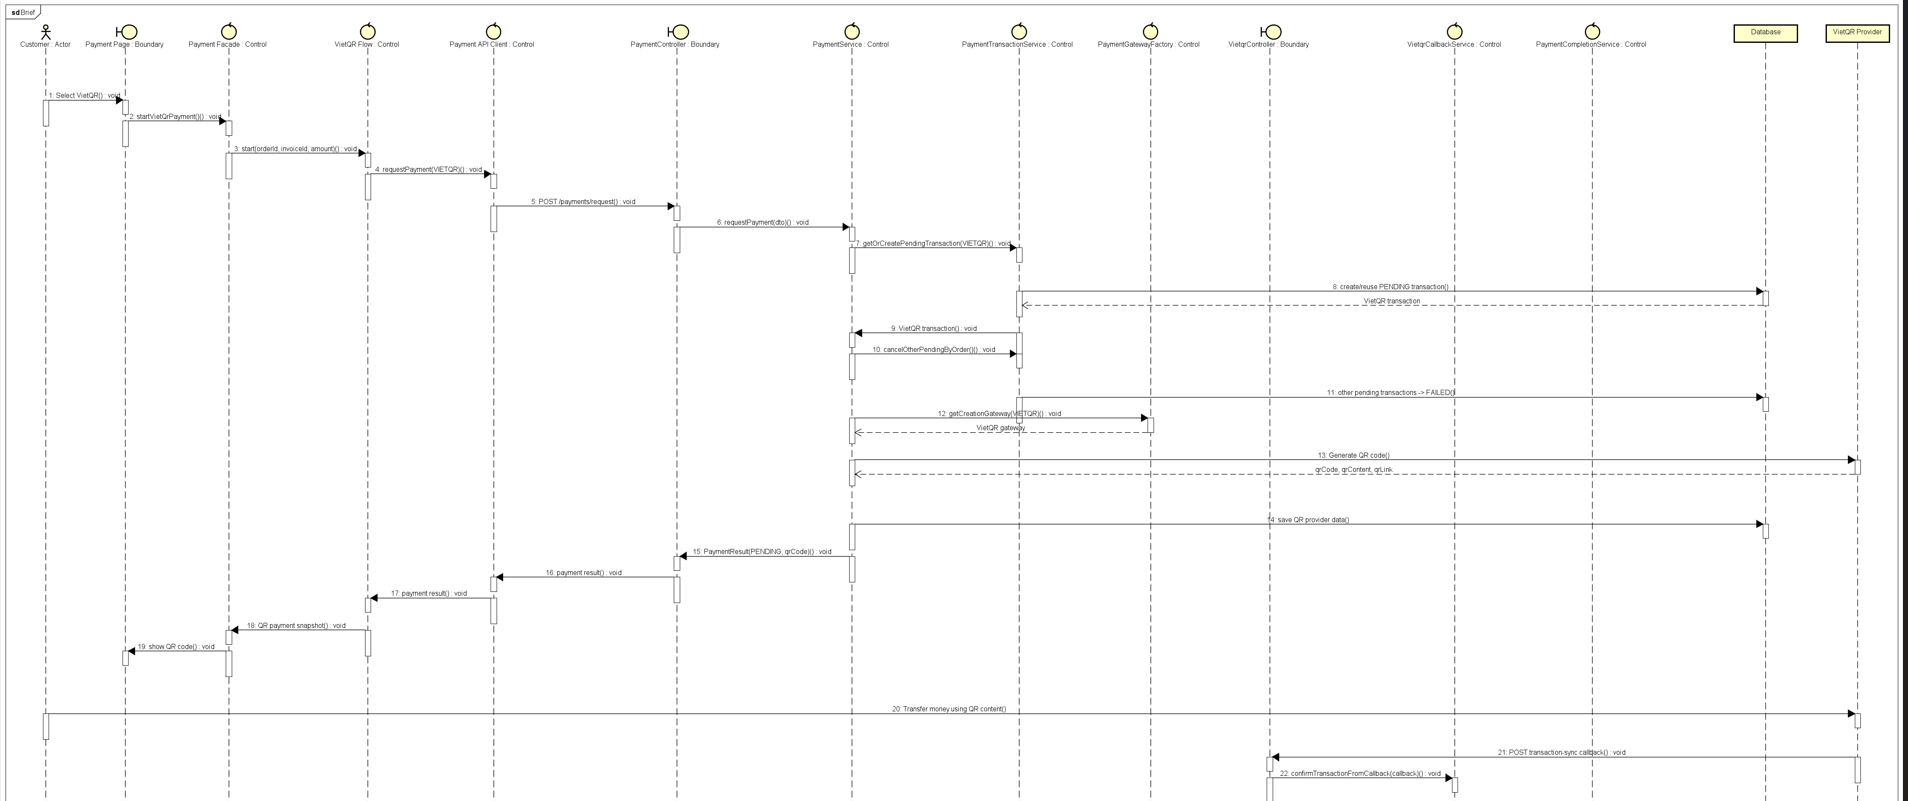 sd Brief
Customer : Actor
Payment Page : Boundary
Payment Facade : Control
VietQR Flow : Control
Payment API Client : Control
PaymentController : Boundary
PaymentService : Control
PaymentTransactionService : Control
PaymentGatewayFactory : Control
VietqrController : Boundary
VietqrCallbackService : Control
PaymentCompletionService : Control
Database
VietQR Provider
1: Select VietQR() : void
2: startVietQrPayment()() : void
3: start(orderId, invoiceId, amount)() : void
4: requestPayment(VIETQR)() : void
5: POST /payments/request() : void
6: requestPayment(dto)() : void
7: getOrCreatePendingTransaction(VIETQR)() : void
8: create/reuse PENDING transaction()
VietQR transaction
9: VietQR transaction() : void
10: cancelOtherPendingByOrder()() : void
11: other pending transactions -> FAILED()
12: getCreationGateway(VIETQR)() : void
VietQR gateway
13: Generate QR code()
qrCode, qrContent, qrLink
14: save QR provider data()
15: PaymentResult(PENDING, qrCode)() : void
16: payment result() : void
17: payment result() : void
18: QR payment snapshot() : void
19: show QR code() : void
20: Transfer money using QR content()
21: POST transaction-sync callback() : void
22: confirmTransactionFromCallback(callback)() : void